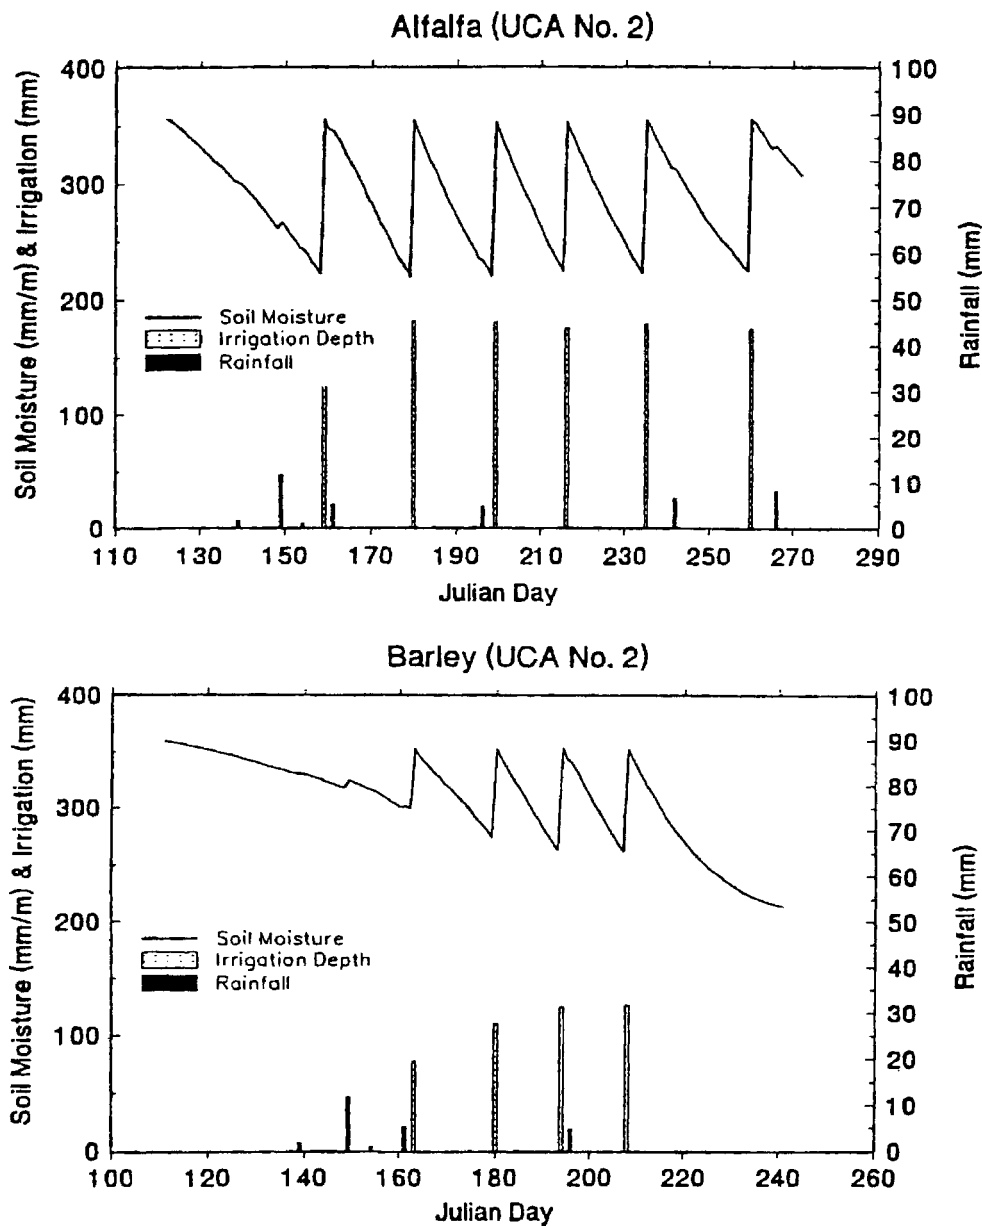 Alfalfa (UCA No. 2)
Soil Moisture (mm/m) & Irrigation (mm)
400
300
200
100
0
Soil Moisture
Irrigation Depth
Rainfall
100
90
80
70
60
50
40
30
20
10
0
Rainfall (mm)
110 130 150 170 190 210 230 250 270 290
Julian Day
Barley (UCA No. 2)
Soil Moisture (mm/m) & Irrigation (mm)
400
300
200
100
0
Soil Moisture
Irrigation Depth
Rainfall
100
90
80
70
60
50
40
30
20
10
0
Rainfall (mm)
100 120 140 160 180 200 220 240 260
Julian Day